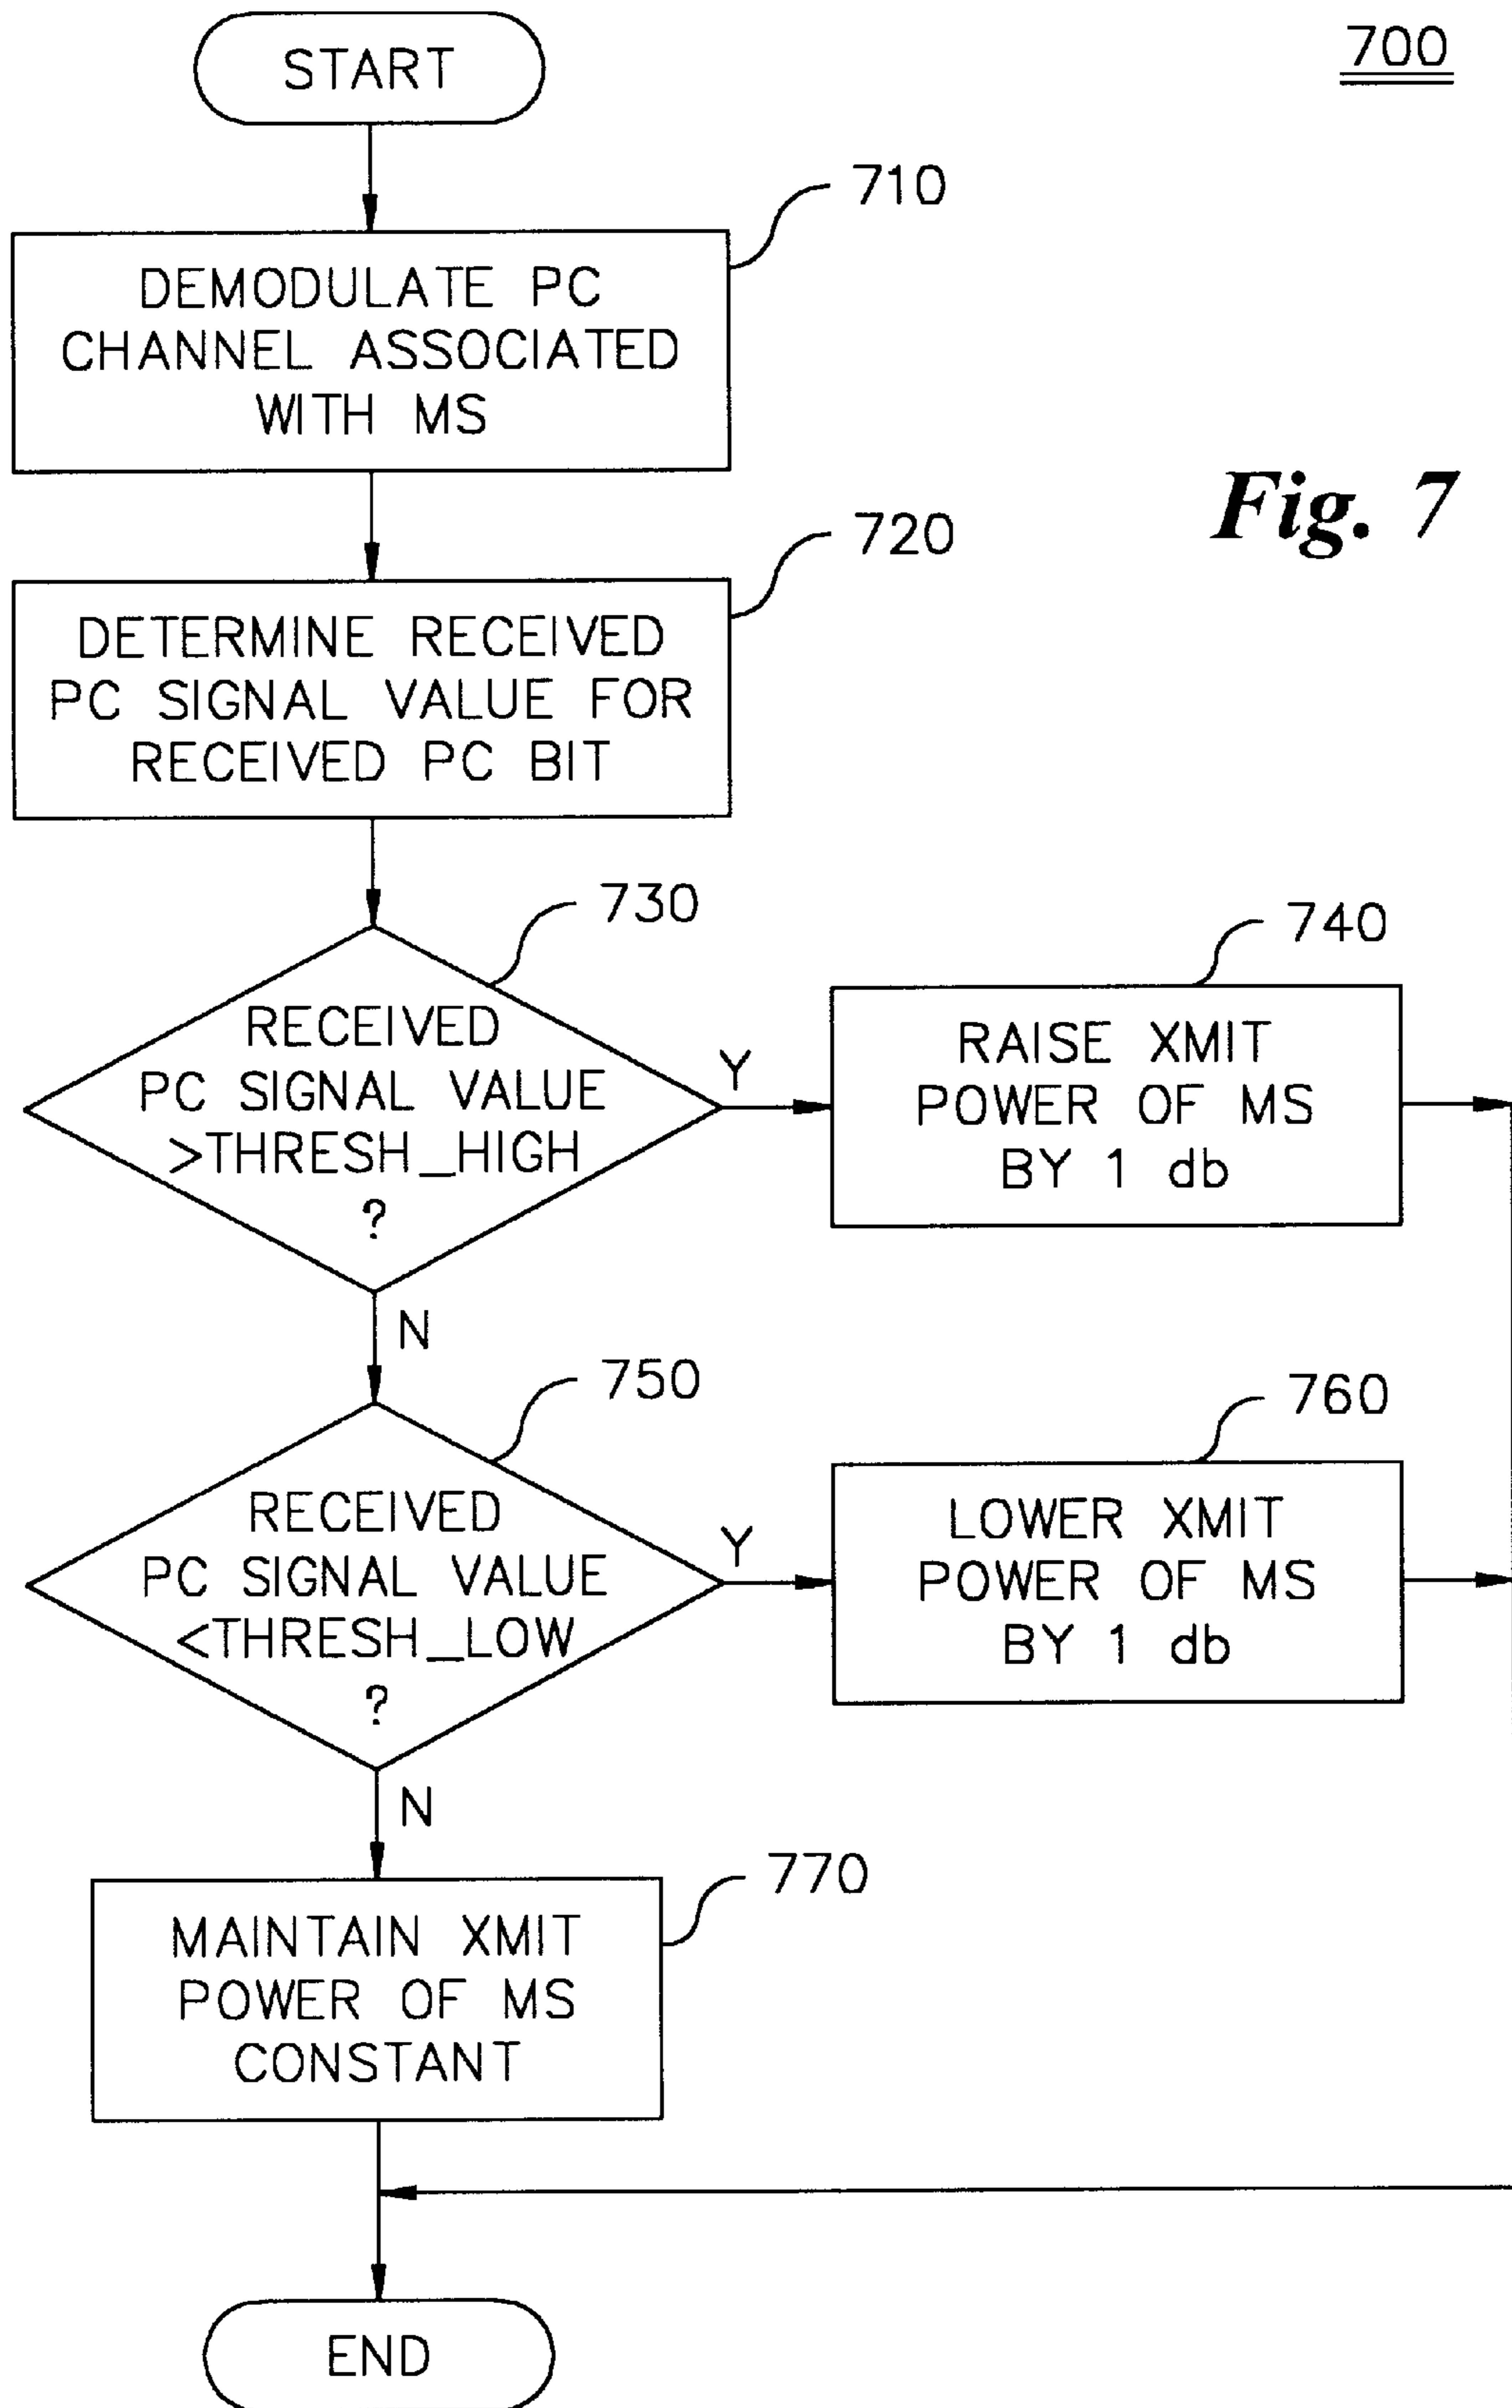 START
700
710
DEMODULATE PC
CHANNEL ASSOCIATED
WITH MS
Fig. 7
720
DETERMINE RECEIVED
PC SIGNAL VALUE FOR
RECEIVED PC BIT
730
RECEIVED
PC SIGNAL VALUE
>THRESH_HIGH
?
Y
740
RAISE XMIT
POWER OF MS
BY 1 db
N
750
RECEIVED
PC SIGNAL VALUE
<THRESH_LOW
?
Y
760
LOWER XMIT
POWER OF MS
BY 1 db
N
770
MAINTAIN XMIT
POWER OF MS
CONSTANT
END